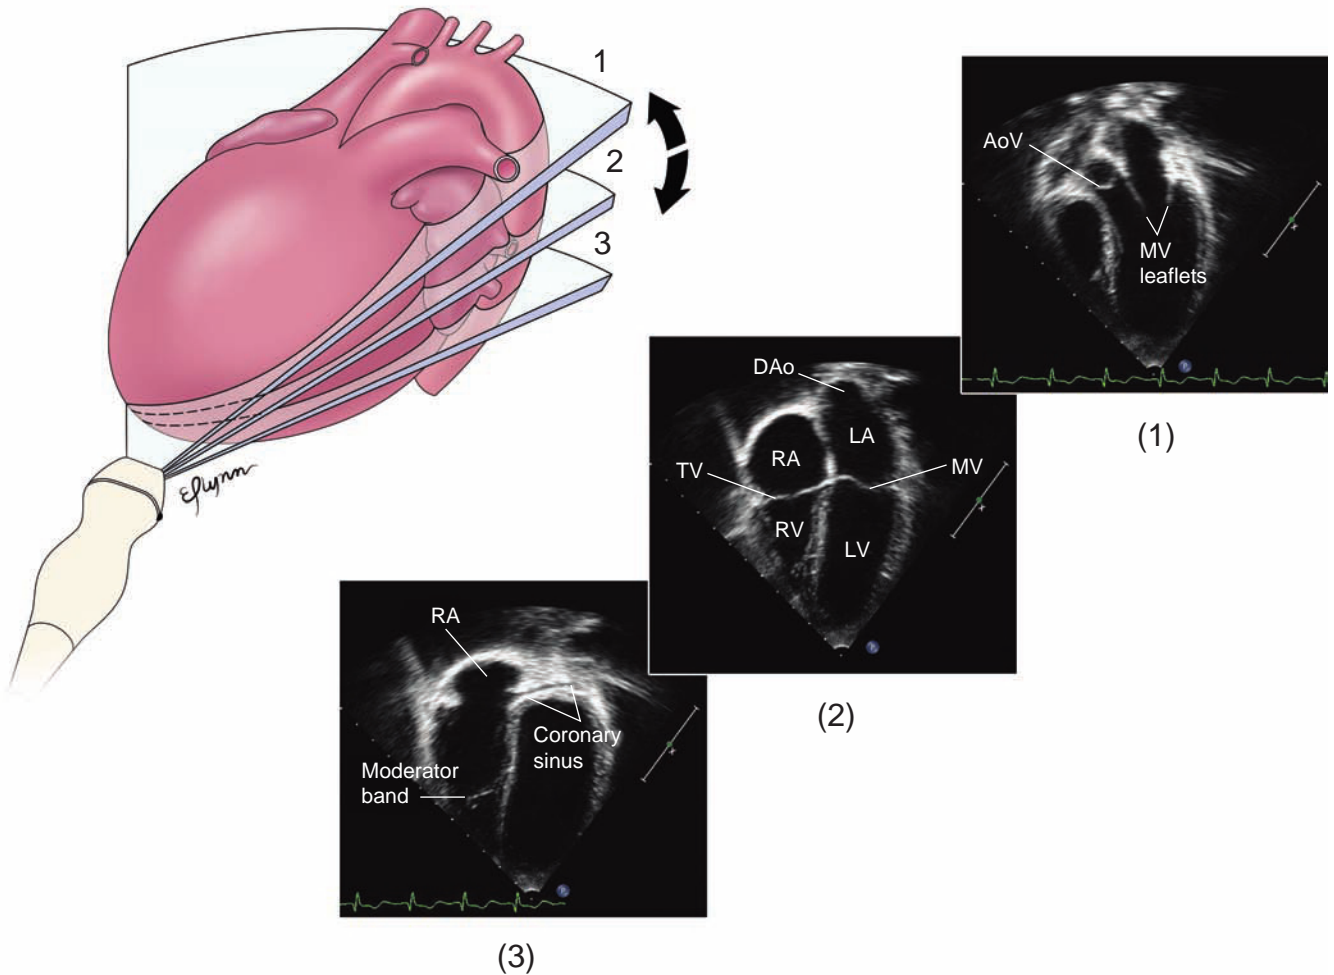 1
2
3
Eflynn
AoV
MV
leaflets
(1)
DAo
LA
RA
TV
MV
RV
LV
(2)
RA
Coronary
sinus
Moderator
band
(3)